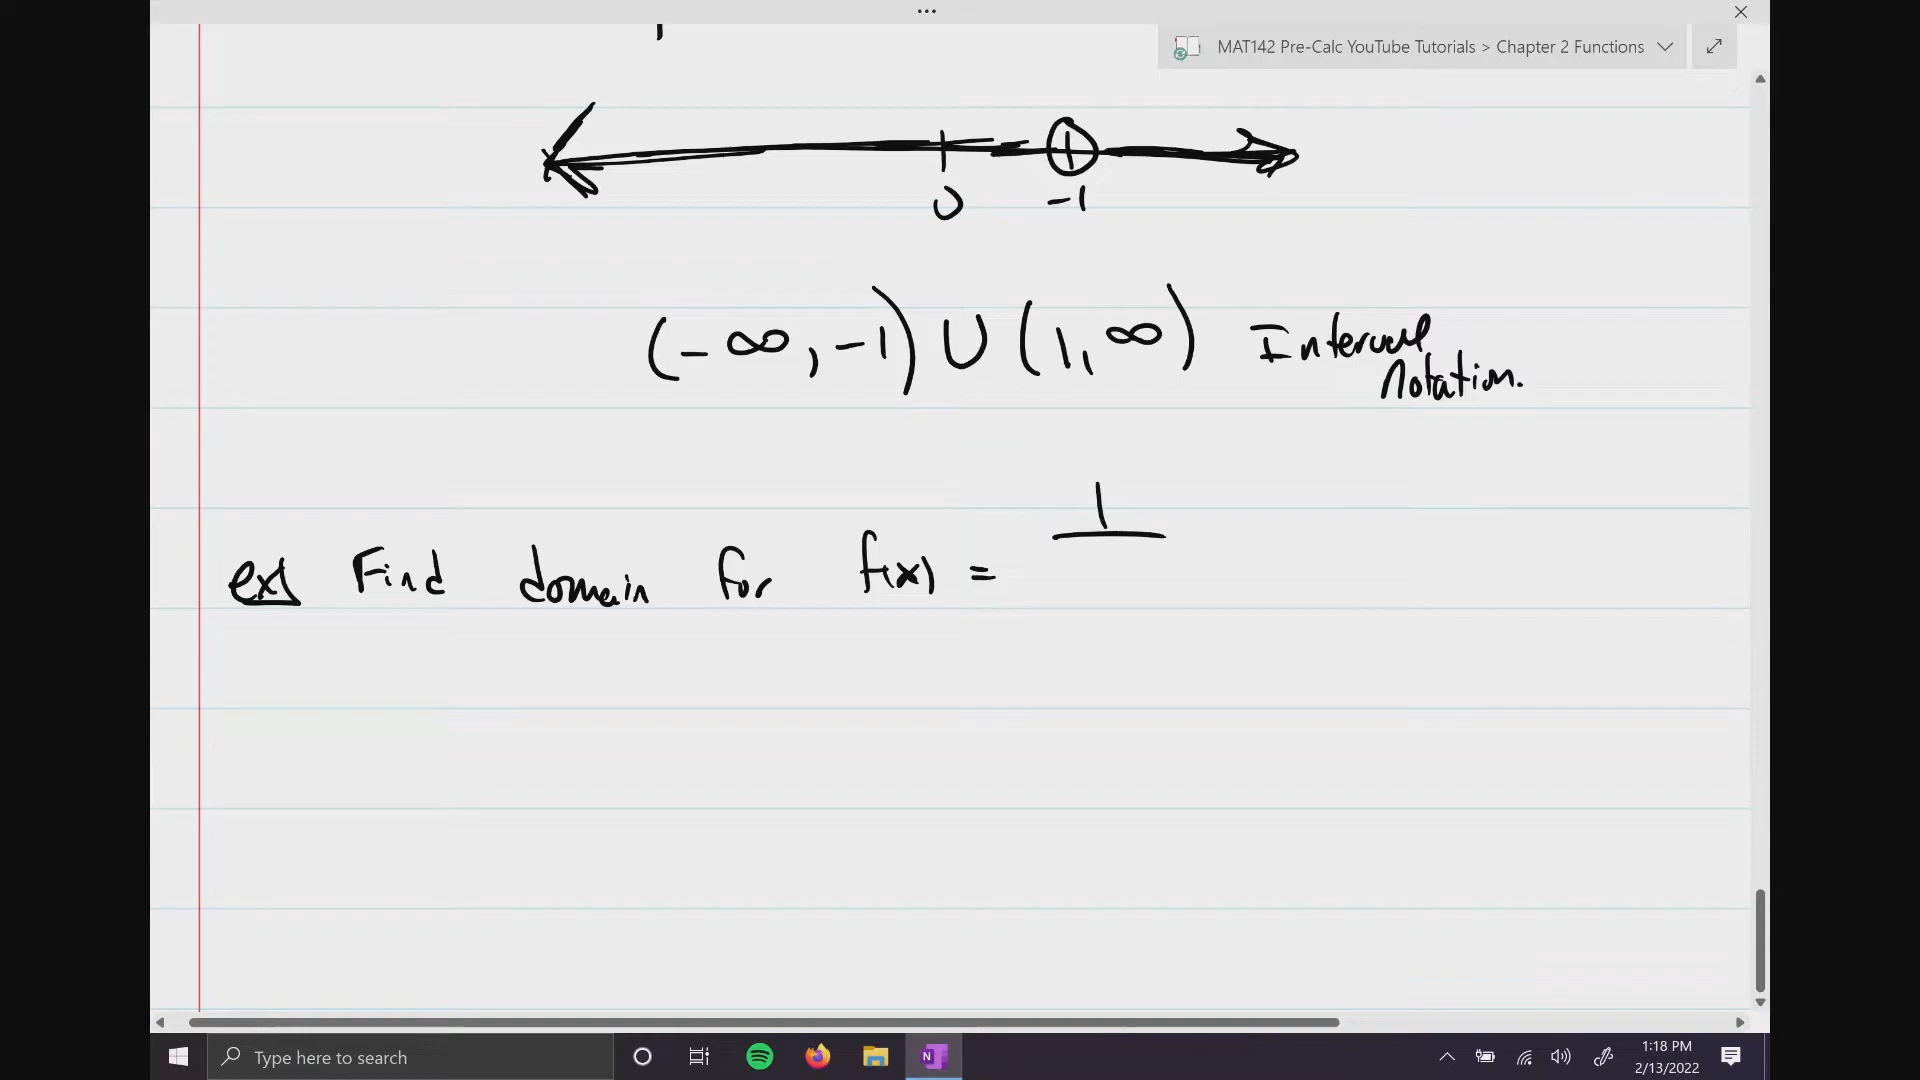 ...
MAT142 Pre-Calc YouTube Tutorials > Chapter 2 Functions
0 -1
(-∞, -1) ∪ (1, ∞) Interval
notation.
1
ex) Find domain for f(x) =
Type here to search
1:18 PM
2/13/2022